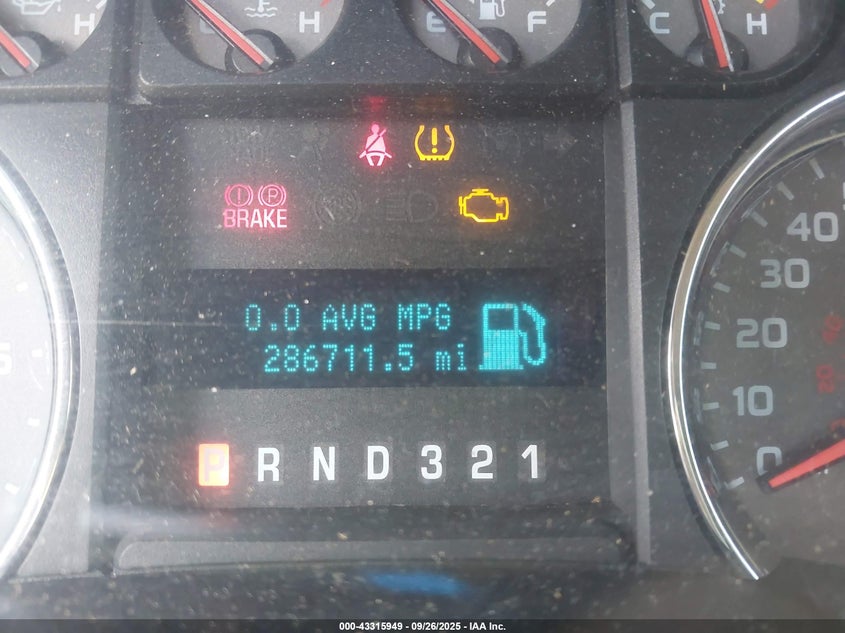 H
C H
E F
C H
BRAKE
0.0 AVG MPG
286711.5 mi
P R N D 3 2 1
40
30
20
10
0
000-43315949 - 09/26/2025 - IAA Inc.